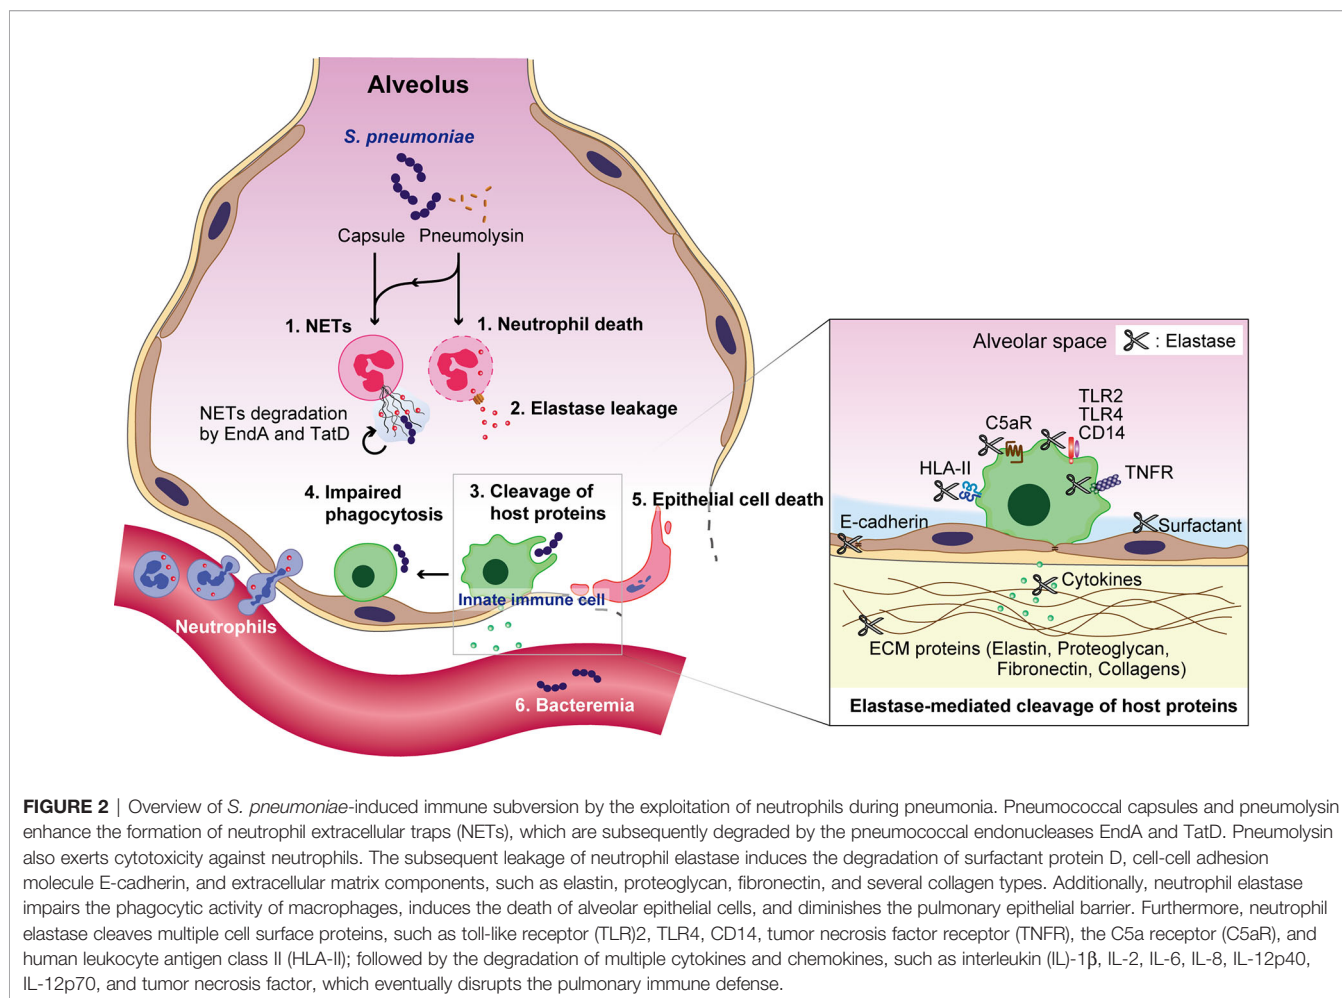 Alveolus
S. pneumoniae
Capsule
Pneumolysin
1. NETs
1. Neutrophil death
NETs degradation
by EndA and TatD
2. Elastase leakage
4. Impaired
phagocytosis
3. Cleavage of
host proteins
5. Epithelial cell death
Innate immune cell
Neutrophils
6. Bacteremia
Alveolar space
: Elastase
TLR2
TLR4
CD14
C5aR
HLA-II
TNFR
E-cadherin
Surfactant
Cytokines
ECM proteins (Elastin, Proteoglycan,
Fibronectin, Collagens)
Elastase-mediated cleavage of host proteins
FIGURE 2 | Overview of S. pneumoniae-induced immune subversion by the exploitation of neutrophils during pneumonia. Pneumococcal capsules and pneumolysin
enhance the formation of neutrophil extracellular traps (NETs), which are subsequently degraded by the pneumococcal endonucleases EndA and TatD. Pneumolysin
also exerts cytotoxicity against neutrophils. The subsequent leakage of neutrophil elastase induces the degradation of surfactant protein D, cell-cell adhesion
molecule E-cadherin, and extracellular matrix components, such as elastin, proteoglycan, fibronectin, and several collagen types. Additionally, neutrophil elastase
impairs the phagocytic activity of macrophages, induces the death of alveolar epithelial cells, and diminishes the pulmonary epithelial barrier. Furthermore, neutrophil
elastase cleaves multiple cell surface proteins, such as toll-like receptor (TLR)2, TLR4, CD14, tumor necrosis factor receptor (TNFR), the C5a receptor (C5aR), and
human leukocyte antigen class II (HLA-II); followed by the degradation of multiple cytokines and chemokines, such as interleukin (IL)-1β, IL-2, IL-6, IL-8, IL-12p40,
IL-12p70, and tumor necrosis factor, which eventually disrupts the pulmonary immune defense.